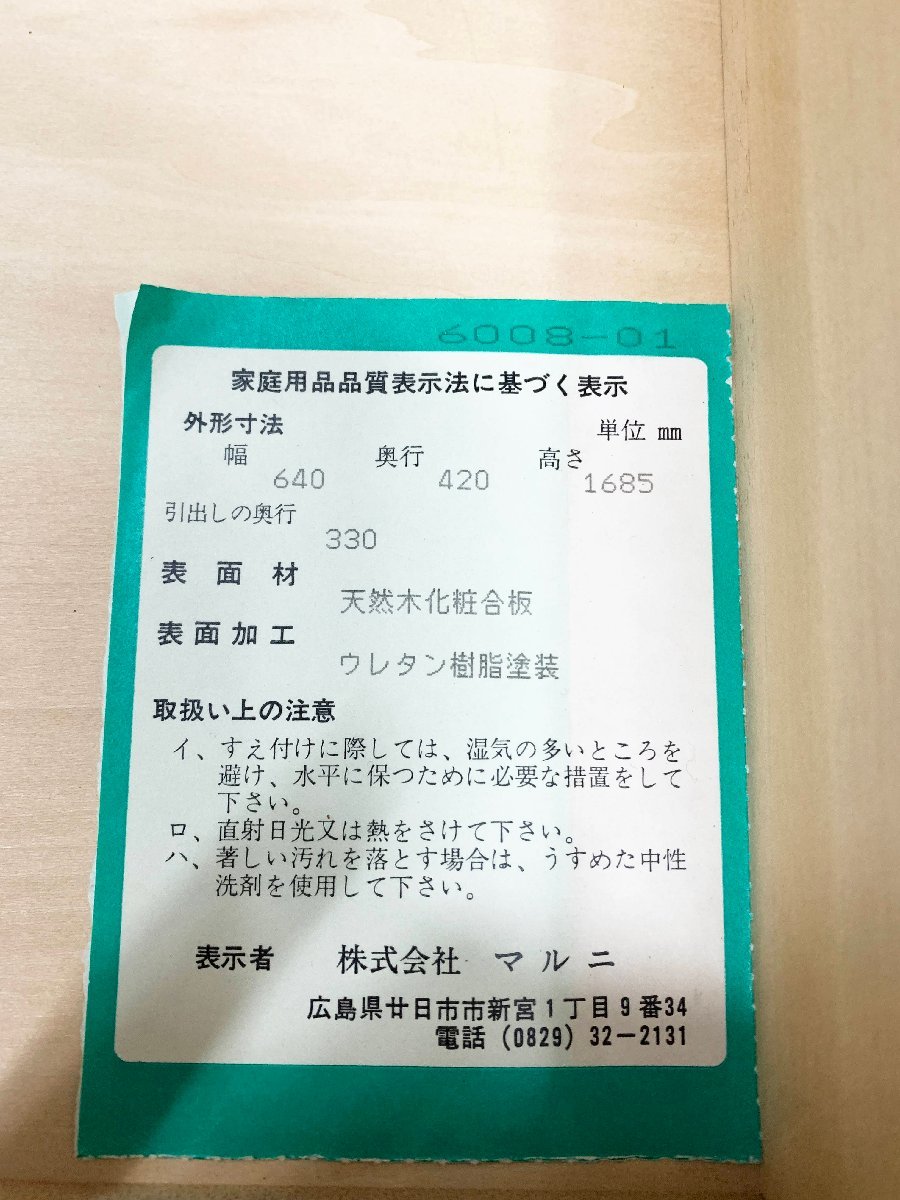 6008-01
家庭用品品質表示法に基づく表示
外形寸法 単位 mm
幅 奥行 高さ
640 420 1685
引出しの奥行
330
表面材
天然木化粧合板
表面加工
ウレタン樹脂塗装
取扱い上の注意
イ、すえ付けに際しては、湿気の多いところを
避け、水平に保つために必要な措置をして
下さい。
ロ、直射日光又は熱をさけて下さい。
ハ、著しい汚れを落とす場合は、うすめた中性
洗剤を使用して下さい。
表示者 株式会社 マルニ
広島県廿日市市新宮1丁目9番34
電話 (0829) 32-2131